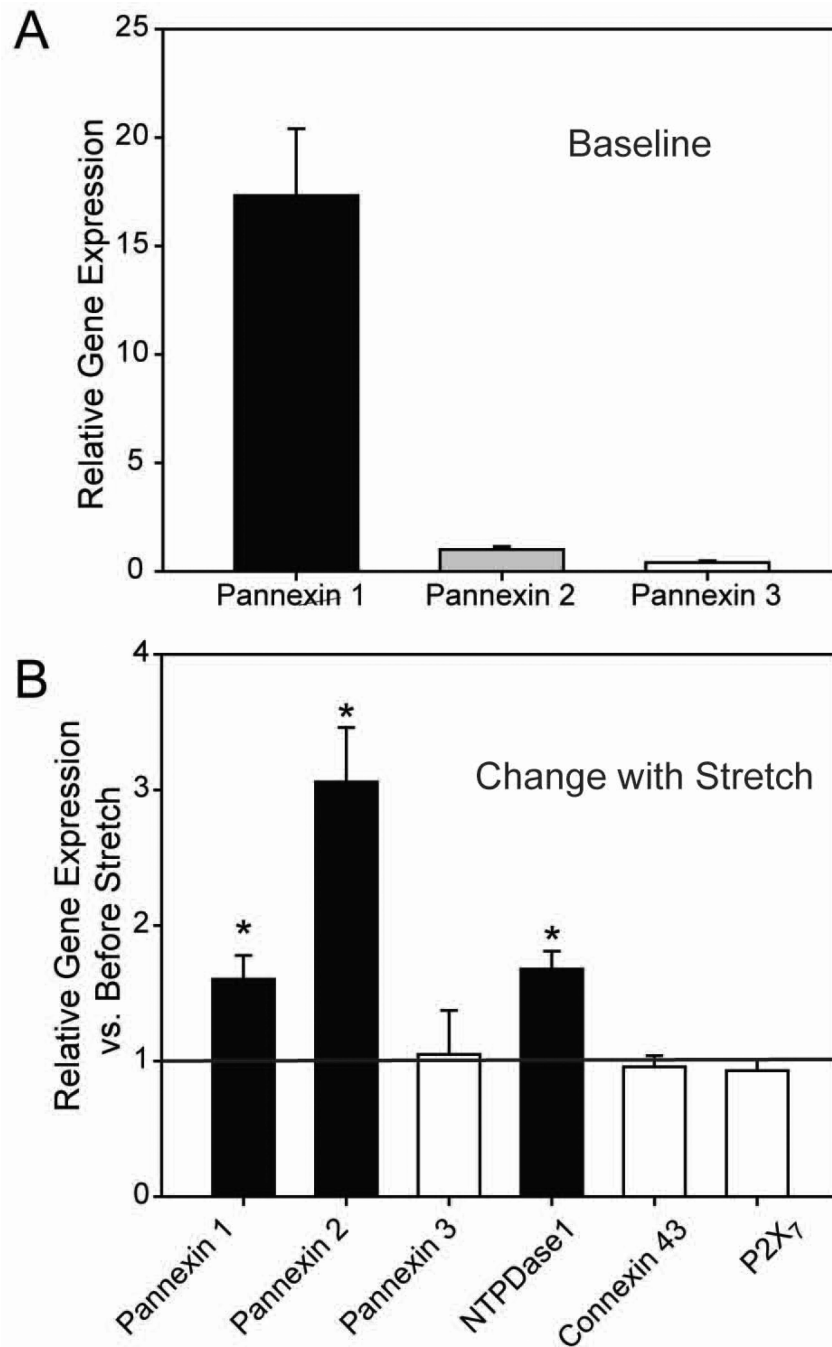 A
Relative Gene Expression
25
20
15
10
5
0
Baseline
Pannexin 1
Pannexin 2
Pannexin 3
B
Relative Gene Expression
vs. Before Stretch
4
3
2
1
0
Change with Stretch
*
*
*
Pannexin 1
Pannexin 2
Pannexin 3
NTPDase1
Connexin 43
P2X₇